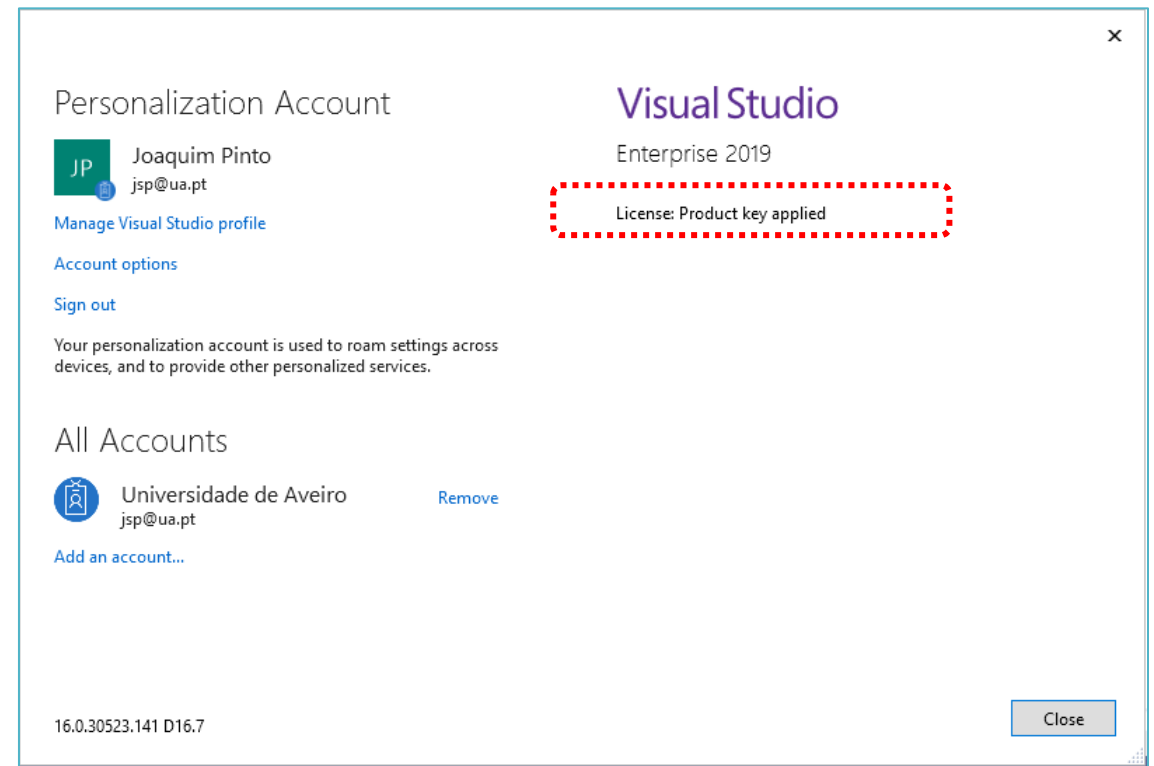 Personalization Account
JP
Joaquim Pinto
jsp@ua.pt
Manage Visual Studio profile
Account options
Sign out
Your personalization account is used to roam settings across
devices, and to provide other personalized services.
All Accounts
Universidade de Aveiro
jsp@ua.pt
Remove
Add an account...
16.0.30523.141 D16.7
Visual Studio
Enterprise 2019
License: Product key applied
Close